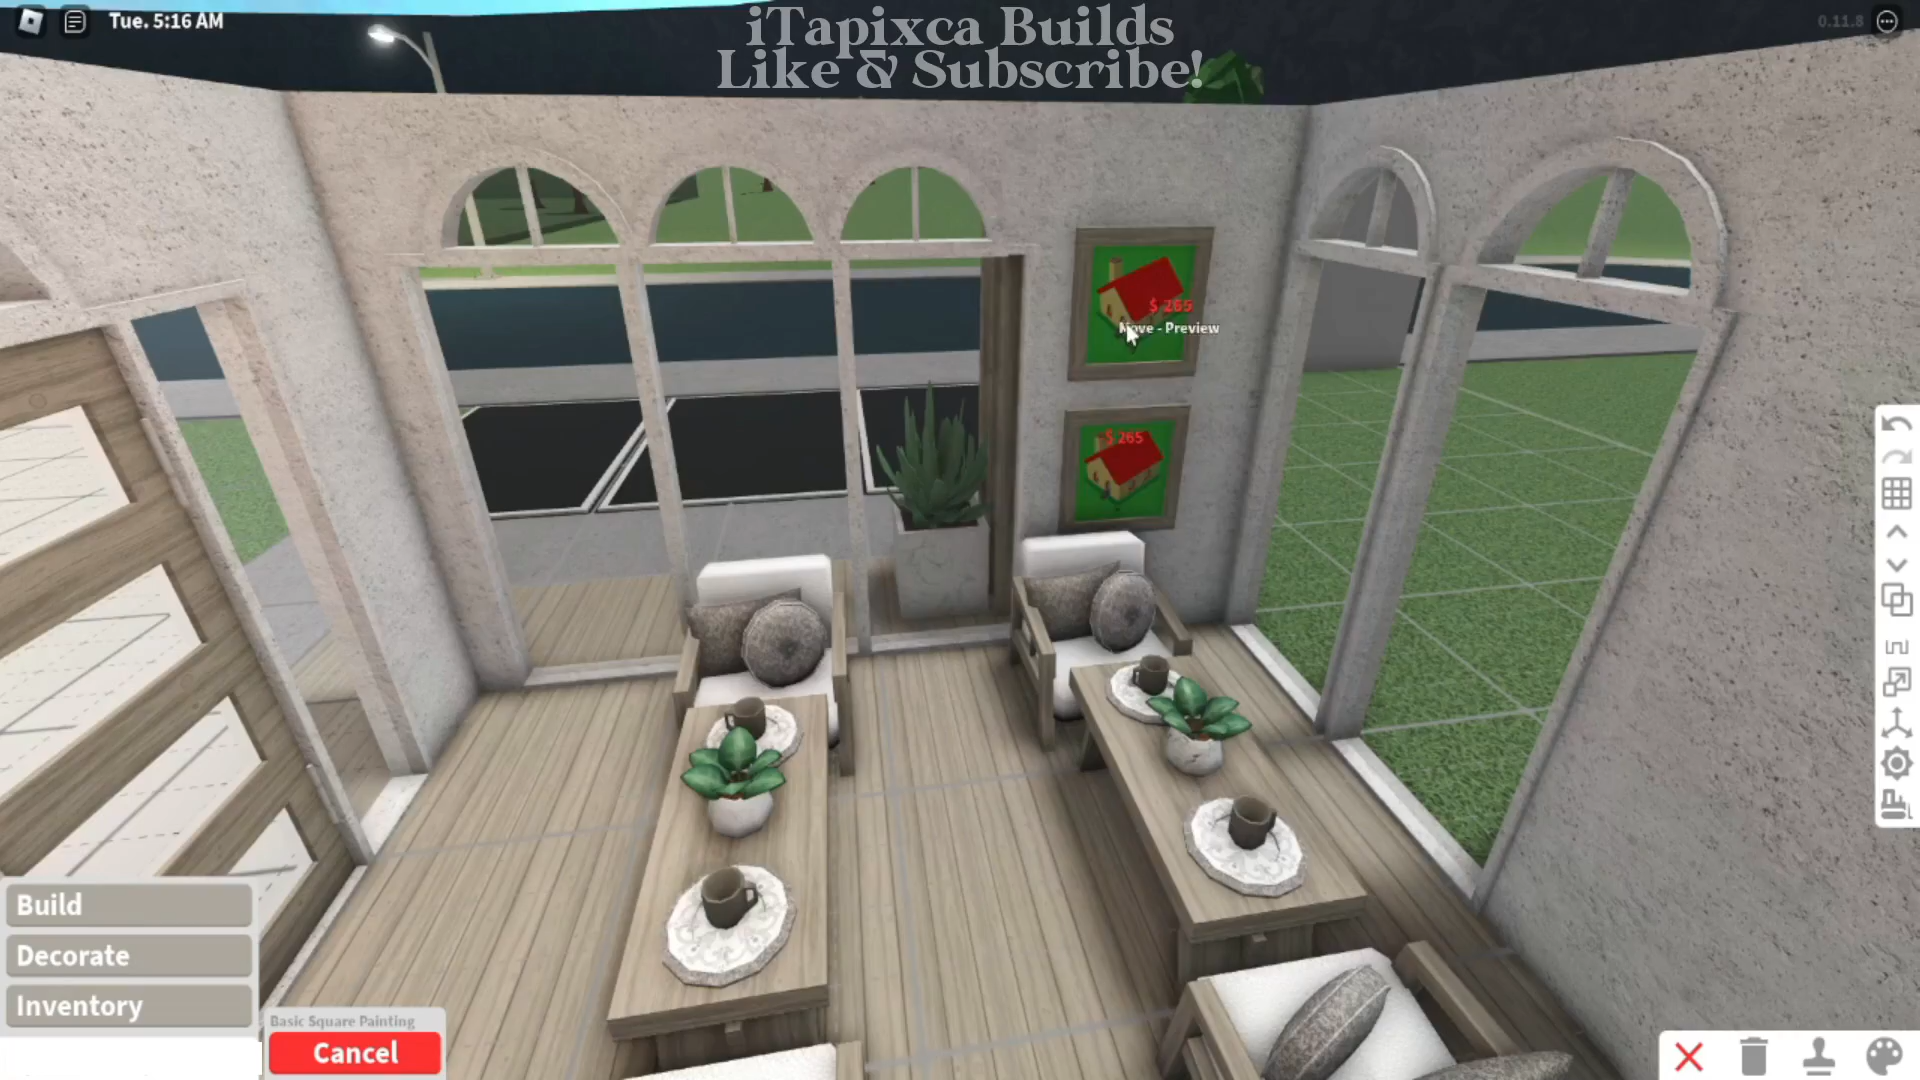 Tue. 5:16 AM
iTapixca Builds
Like & Subscribe!
0.11.8
$ 265
Move - Preview
$ 265
Build
Decorate
Inventory
Basic Square Painting
Cancel